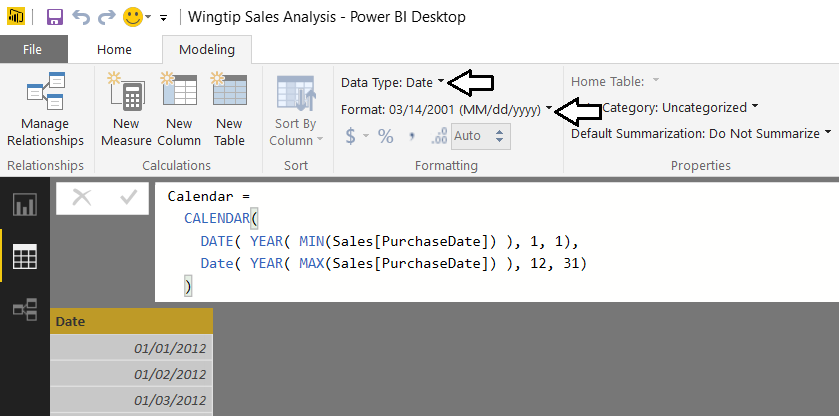 Wingtip Sales Analysis - Power BI Desktop
File Home Modeling
Manage Relationships
New Measure
New Column
New Table
Sort By Column
Data Type: Date
Format: 03/14/2001 (MM/dd/yyyy)
$ % , .00 Auto
Home Table:
Category: Uncategorized
Default Summarization: Do Not Summarize
Relationships Calculations Sort Formatting Properties
Calendar =
CALENDAR(
DATE( YEAR( MIN(Sales[PurchaseDate]) ), 1, 1),
Date( YEAR( MAX(Sales[PurchaseDate]) ), 12, 31)
)
Date
01/01/2012
01/02/2012
01/03/2012